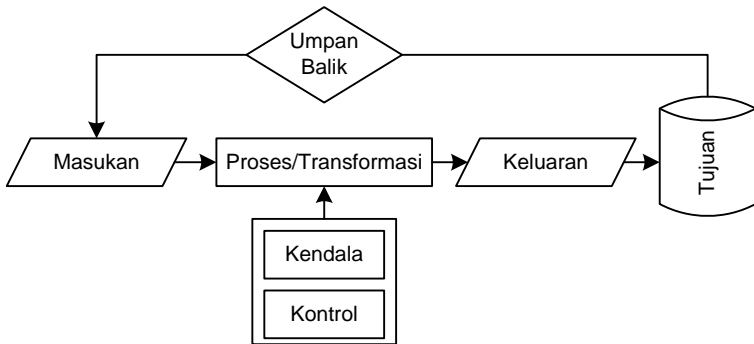 Umpan
Balik
Masukan
Proses/Transformasi
Keluaran
Tujuan
Kendala
Kontrol